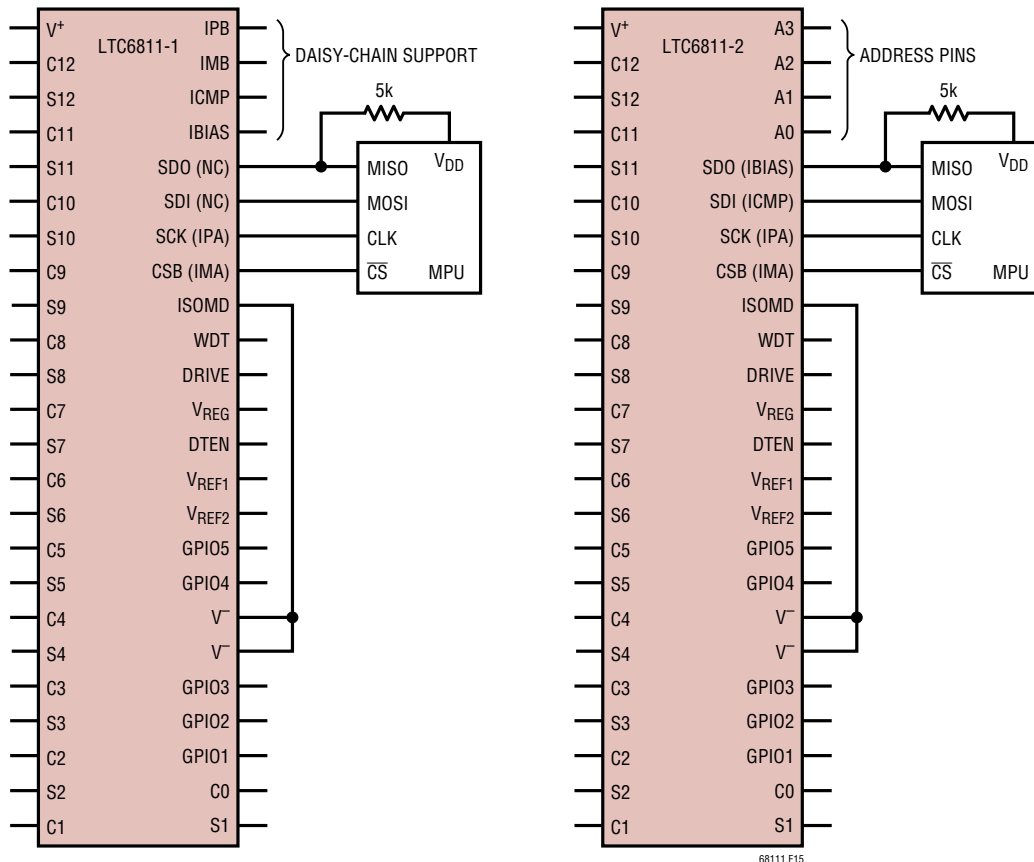 V+ IPB
LTC6811-1
C12 IMB
DAISY-CHAIN SUPPORT
S12 ICMP
5k
C11 IBIAS
S11 SDO (NC) MISO VDD
C10 SDI (NC) MOSI
S10 SCK (IPA) CLK
C9 CSB (IMA) CS MPU
S9 ISOMD
C8 WDT
S8 DRIVE
C7 VREG
S7 DTEN
C6 VREF1
S6 VREF2
C5 GPIO5
S5 GPIO4
C4 V–
S4 V–
C3 GPIO3
S3 GPIO2
C2 GPIO1
S2 C0
C1 S1
V+ A3
LTC6811-2
C12 A2
ADDRESS PINS
S12 A1
5k
C11 A0
S11 SDO (IBIAS) MISO VDD
C10 SDI (ICMP) MOSI
S10 SCK (IPA) CLK
C9 CSB (IMA) CS MPU
S9 ISOMD
C8 WDT
S8 DRIVE
C7 VREG
S7 DTEN
C6 VREF1
S6 VREF2
C5 GPIO5
S5 GPIO4
C4 V–
S4 V–
C3 GPIO3
S3 GPIO2
C2 GPIO1
S2 C0
C1 S1
68111 F15